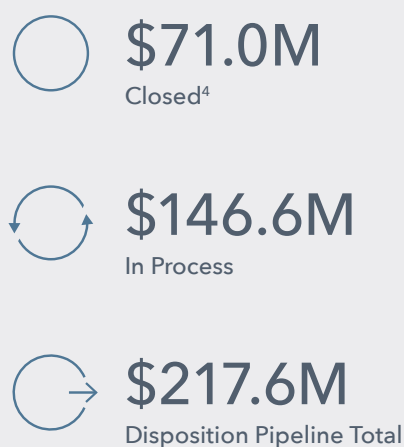 $71.0M
Closed⁴
$146.6M
In Process
$217.6M
Disposition Pipeline Total